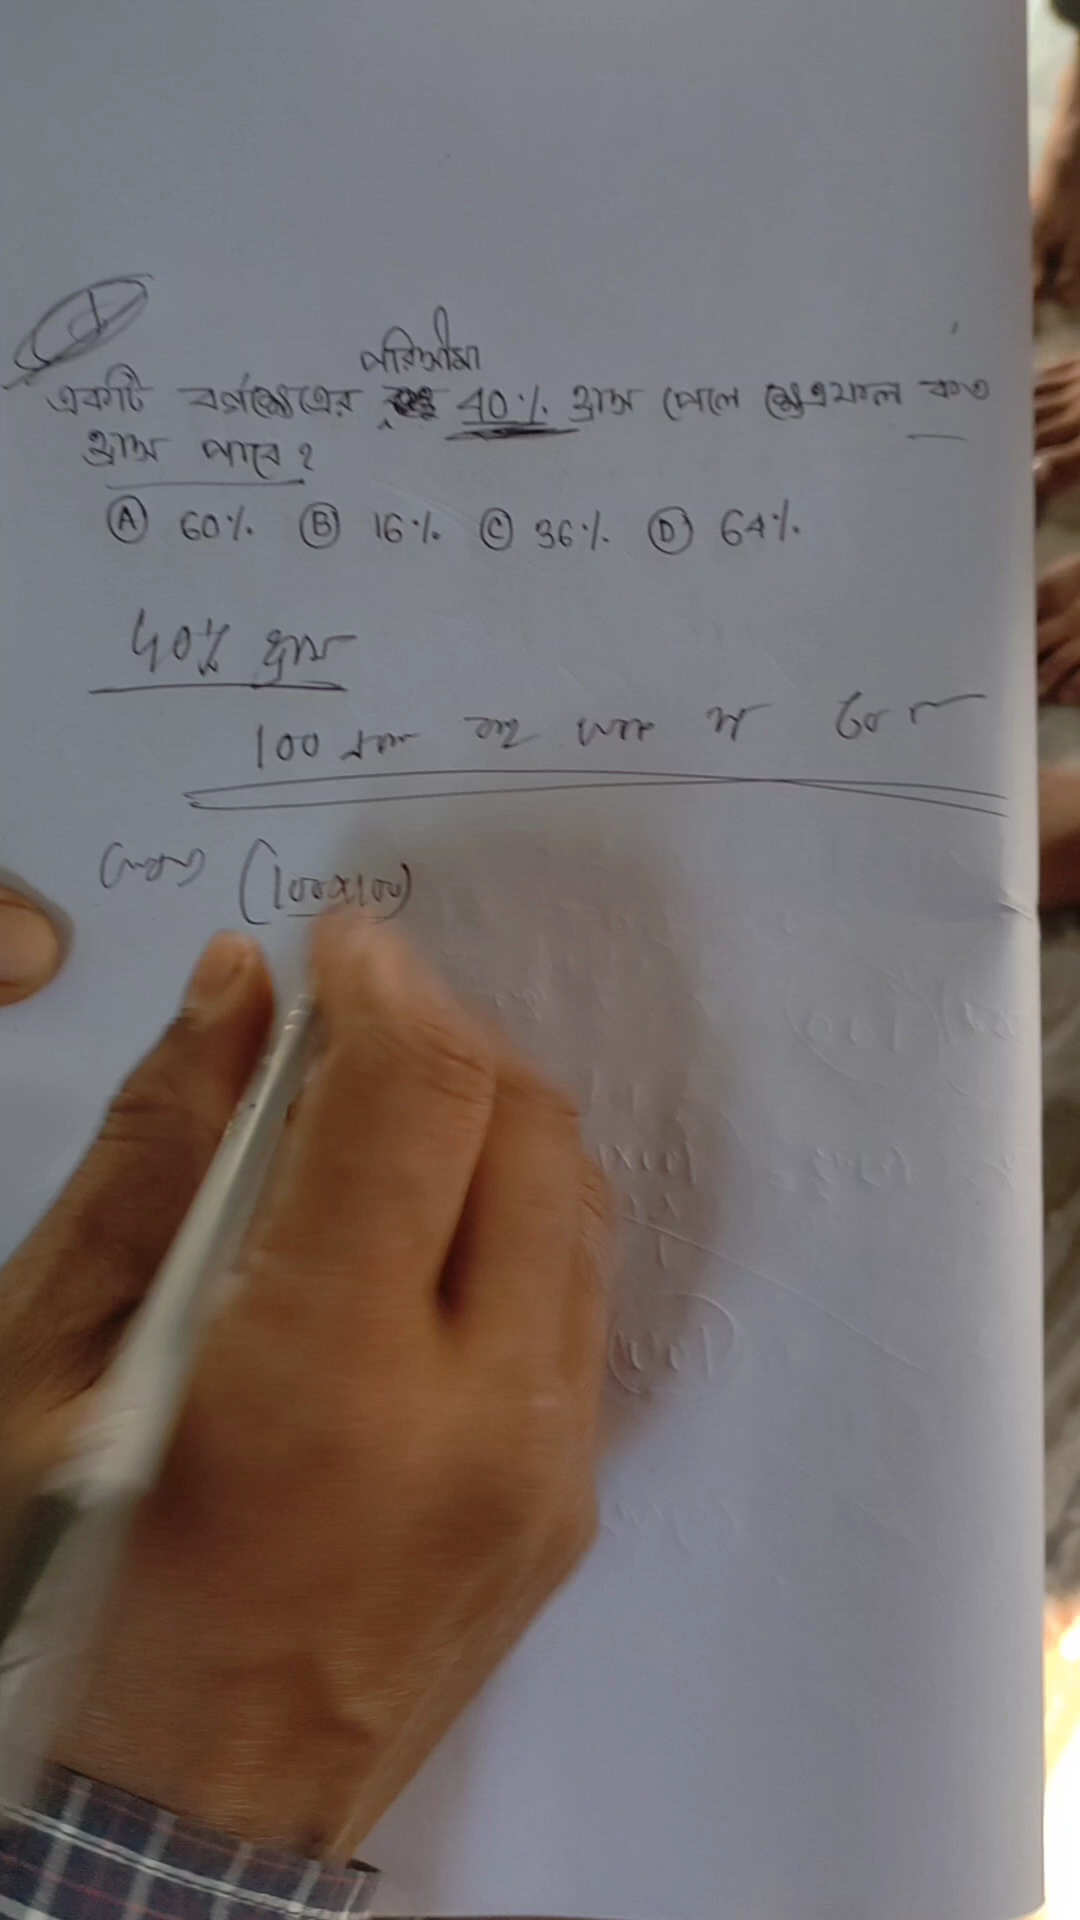 পরিসীমা
একটি বর্গক্ষেত্রের 40% হ্রাস পেলে ক্ষেত্রফল কত
হ্রাস পাবে?
(A) 60% (B) 16% (C) 36% (D) 64%
40% হ্রাস
100
(100×100)